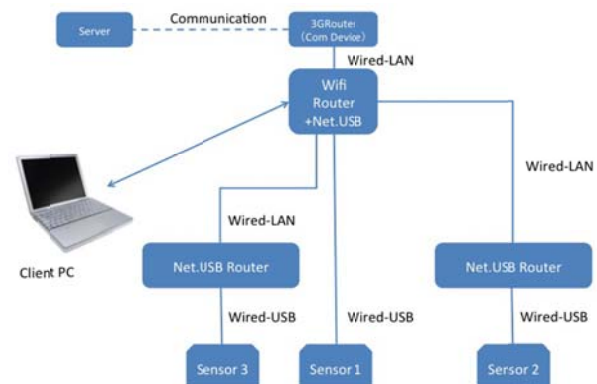 Communication
Server
3GRouter
(Com Device)
Wired-LAN
Wifi
Router
+Net.USB
Wired-LAN
Wired-LAN
Client PC
Net.USB Router
Net.USB Router
Wired-USB
Wired-USB
Wired-USB
Sensor 3
Sensor 1
Sensor 2